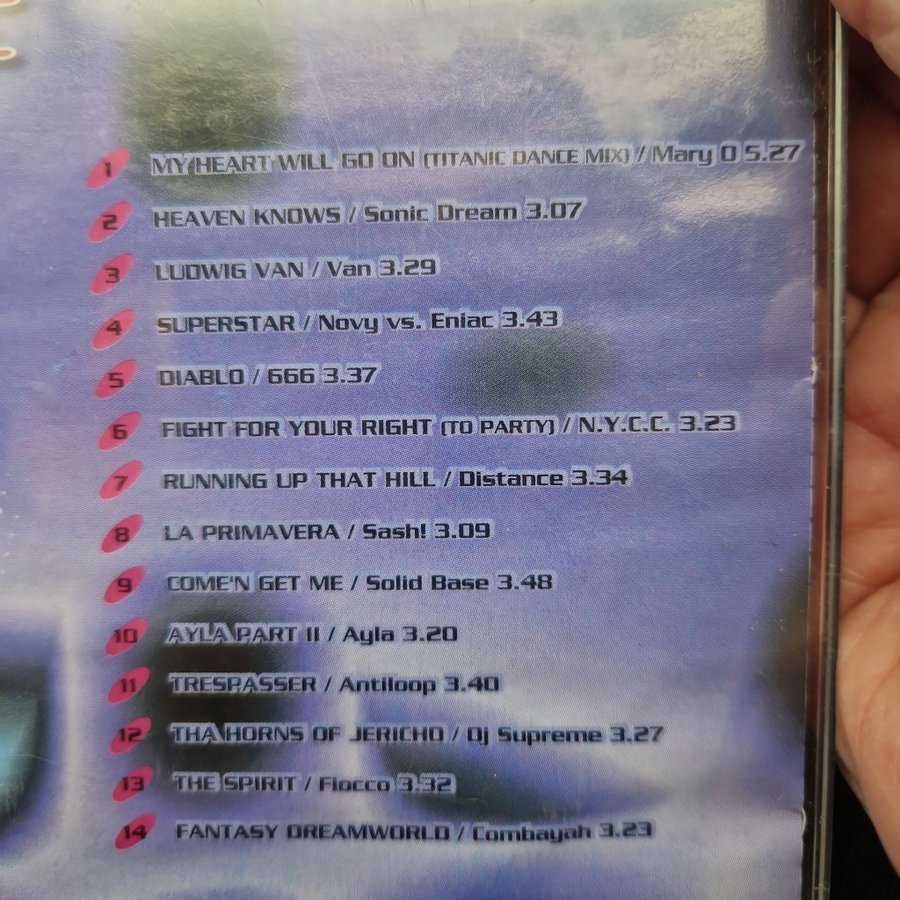 1 MY HEART WILL GO ON (TITANIC DANCE MIX) / Mary O 5.27
2 HEAVEN KNOWS / Sonic Dream 3.07
3 LUDWIG VAN / Van 3.29
4 SUPERSTAR / Novy vs. Eniac 3.43
5 DIABLO / 666 3.37
6 FIGHT FOR YOUR RIGHT (TO PARTY) / N.Y.C.C. 3.23
7 RUNNING UP THAT HILL / Distance 3.34
8 LA PRIMAVERA / Sash! 3.09
9 COME'N GET ME / Solid Base 3.48
10 AYLA PART II / Ayla 3.20
11 TRESPASSER / Antiloop 3.40
12 THA HORNS OF JERICHO / Dj Supreme 3.27
13 THE SPIRIT / Fiocco 3.32
14 FANTASY DREAMWORLD / Combayah 3.23